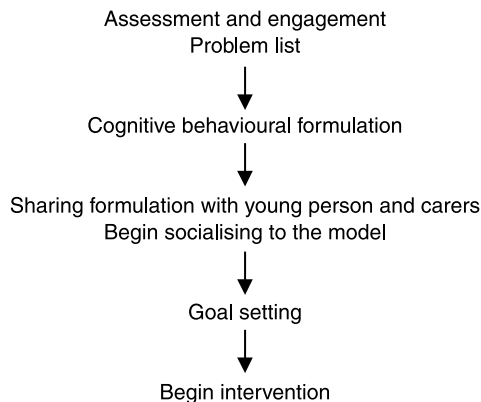 Assessment and engagement
Problem list
Cognitive behavioural formulation
Sharing formulation with young person and carers
Begin socialising to the model
Goal setting
Begin intervention